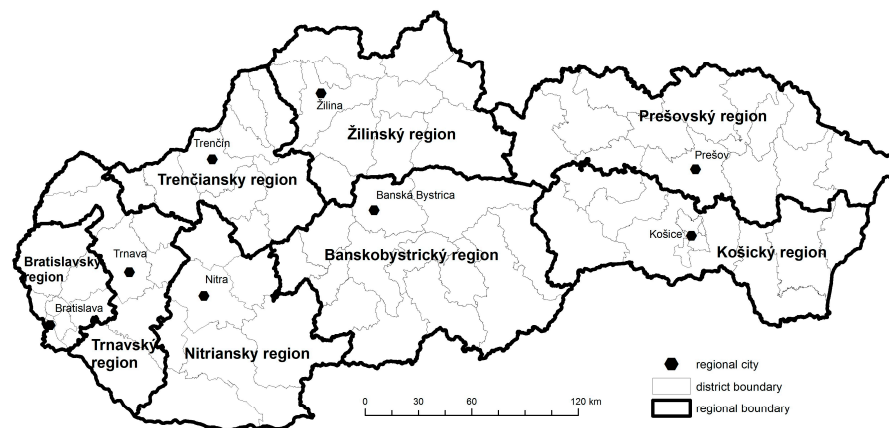 Žilina
Žilinský region
Prešovský region
Prešov
Trenčín
Trenčiansky region
Banská Bystrica
Banskobystrický region
Košice
Košický region
Bratislavský
region
Trnava
Nitra
Bratislava
Trnavský
region
Nitriansky region
regional city
district boundary
regional boundary
0 30 60 120 km